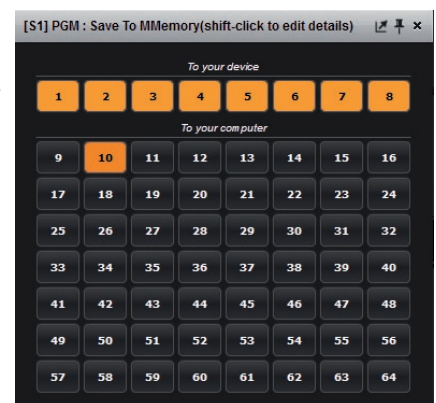 [S1] PGM : Save To MMemory(shift-click to edit details)
To your device
1 2 3 4 5 6 7 8
To your computer
9 10 11 12 13 14 15 16
17 18 19 20 21 22 23 24
25 26 27 28 29 30 31 32
33 34 35 36 37 38 39 40
41 42 43 44 45 46 47 48
49 50 51 52 53 54 55 56
57 58 59 60 61 62 63 64